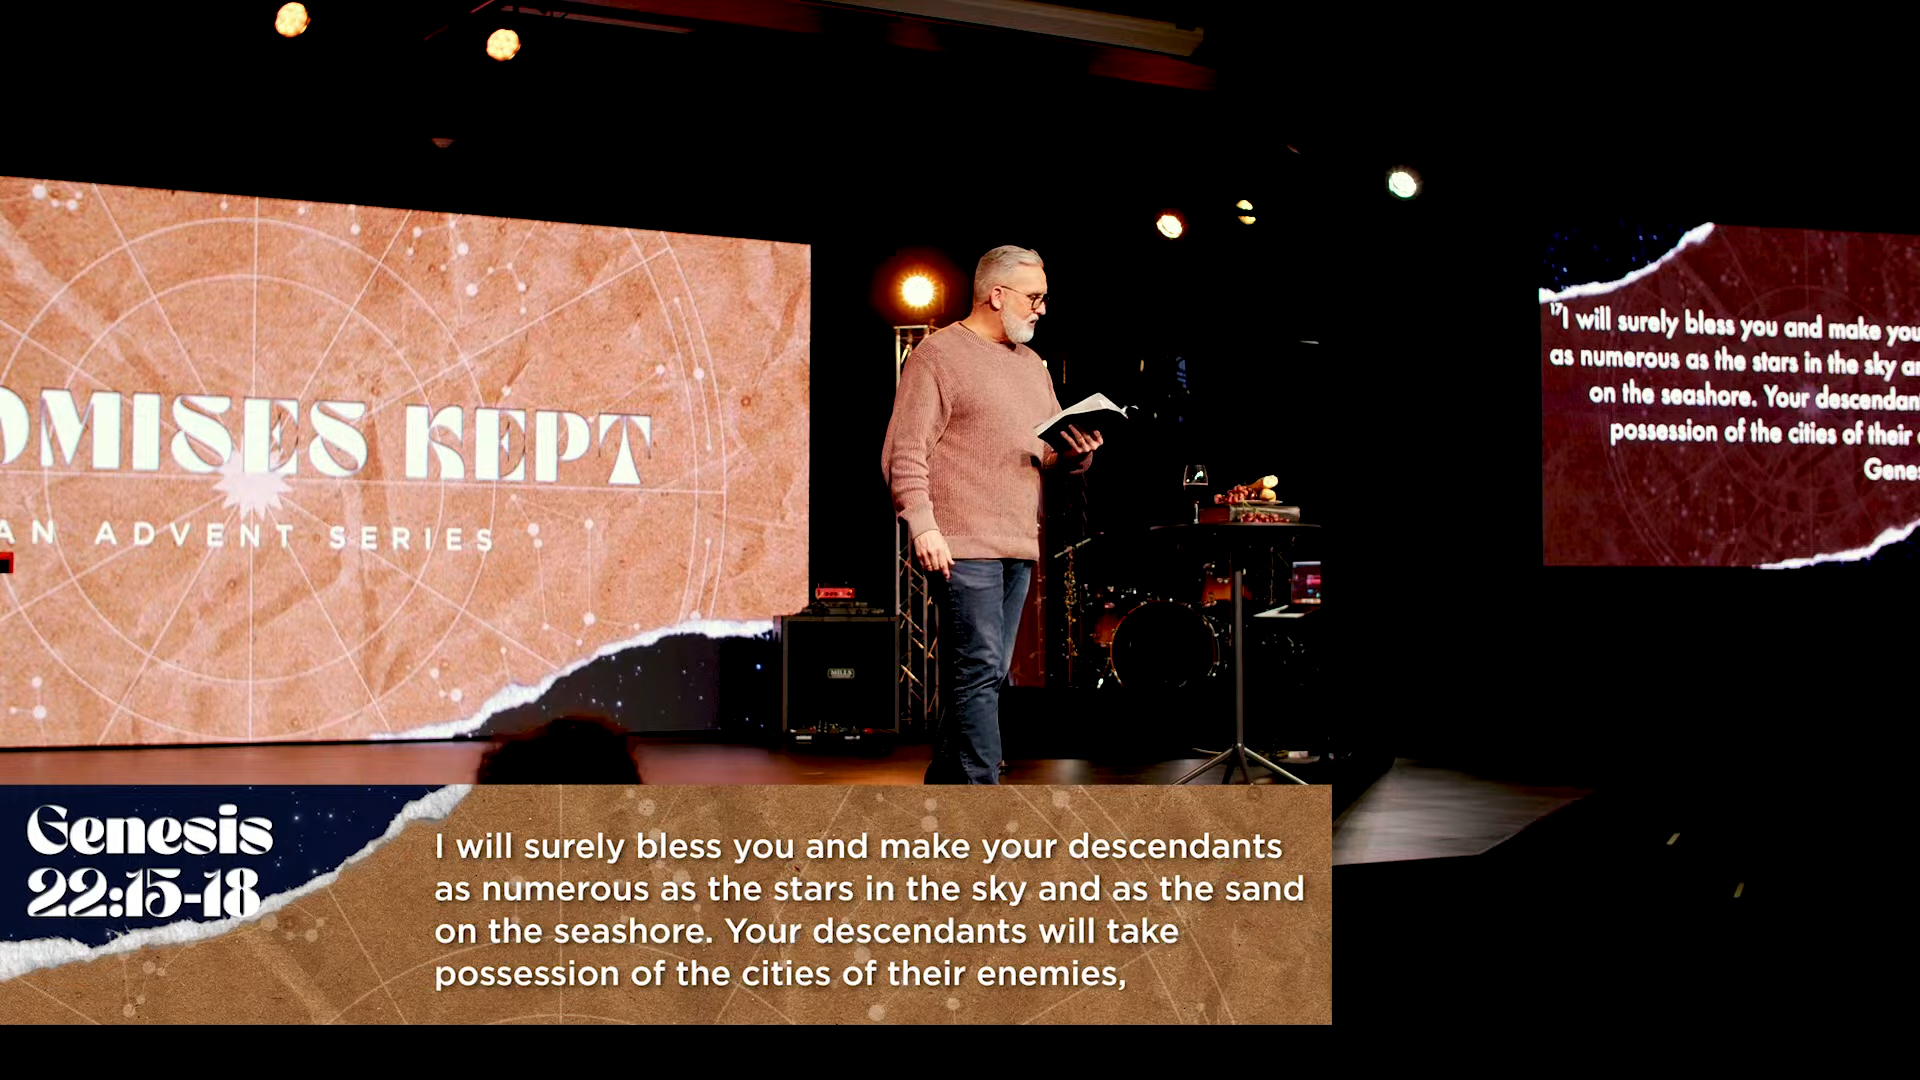 OMISES KEPT
AN ADVENT SERIES
17I will surely bless you and make you
as numerous as the stars in the sky
on the seashore. Your descendan
possession of the cities of their
Gene
MILLS
Genesis
22:15-18
I will surely bless you and make your descendants
as numerous as the stars in the sky and as the sand
on the seashore. Your descendants will take
possession of the cities of their enemies,